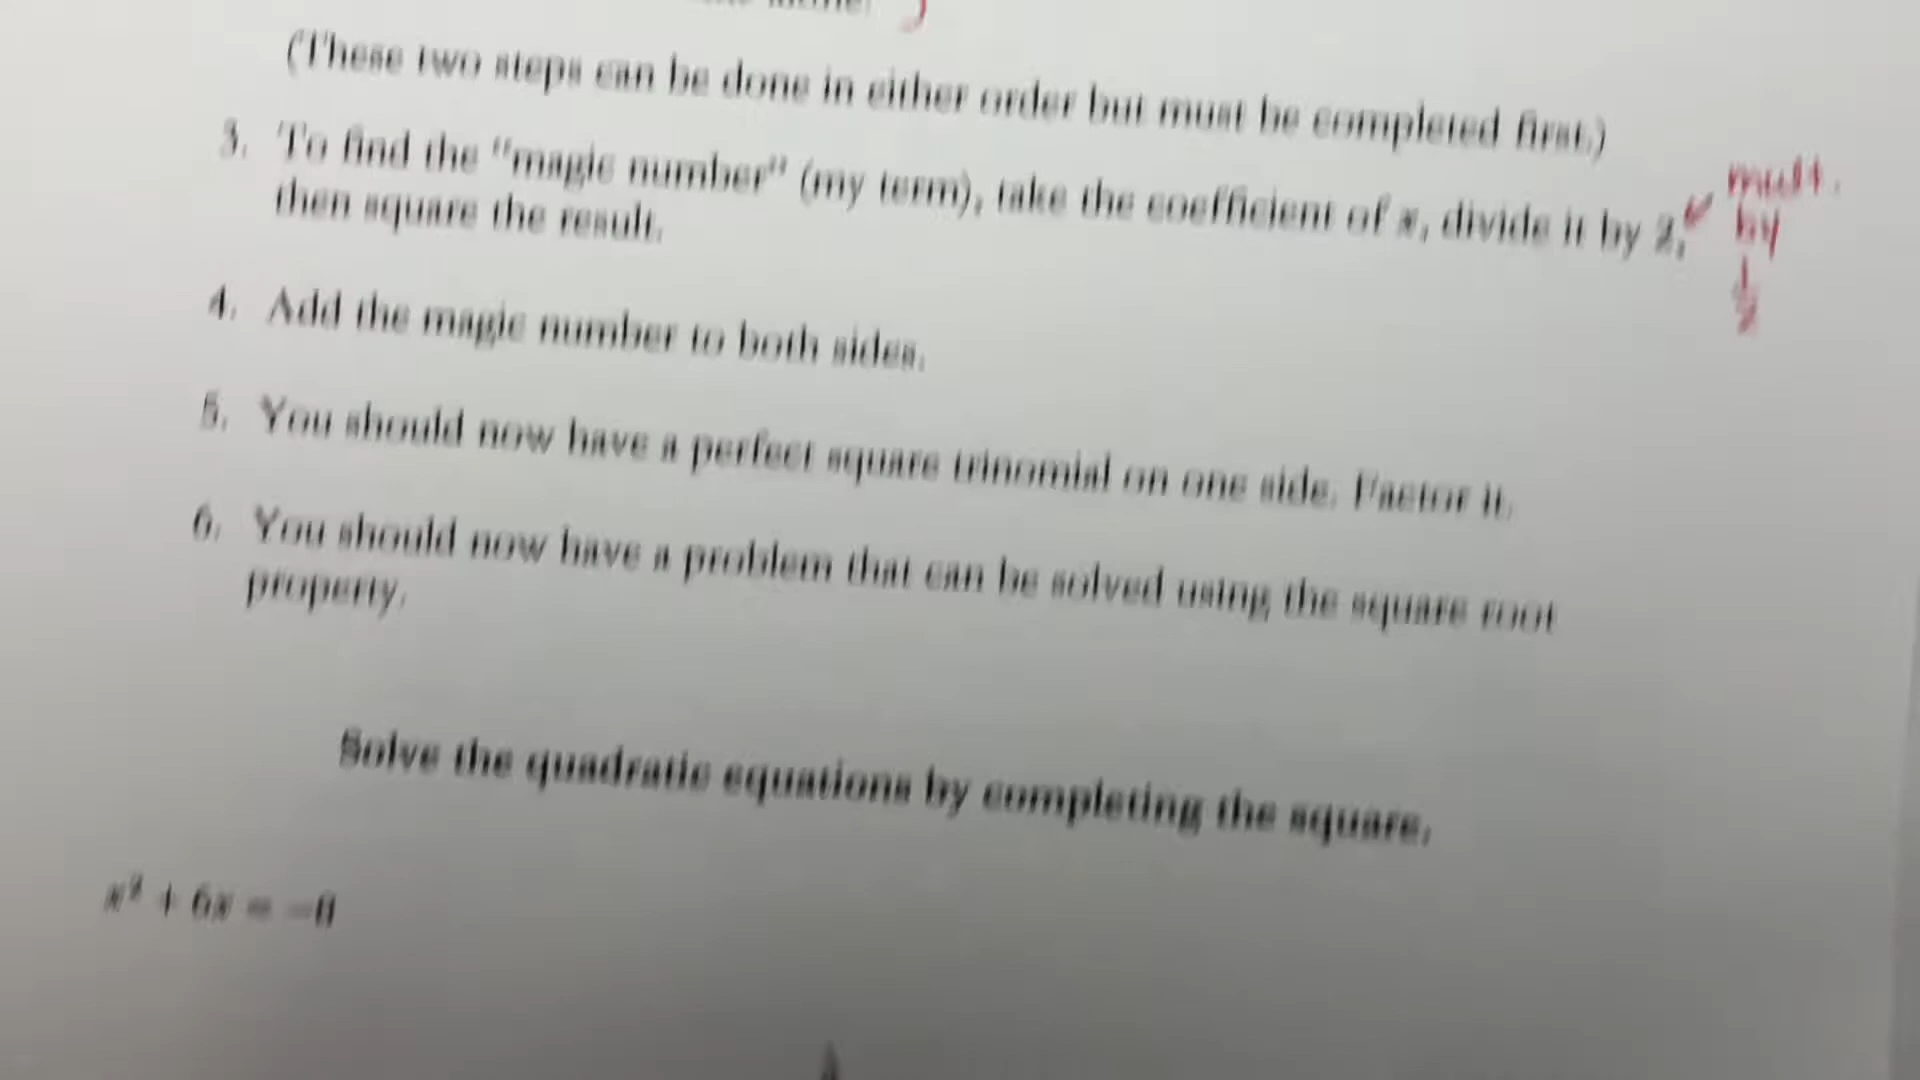 (These two steps can be done in either order but must be completed first.)
3. To find the "magic number" (my term), take the coefficient of x, divide it by 2,
then square the result.
mult.
by
1/2
4. Add the magic number to both sides.
5. You should now have a perfect square trinomial on one side. Factor it.
6. You should now have a problem that can be solved using the square root
property.
Solve the quadratic equations by completing the square.
x² + 6x =